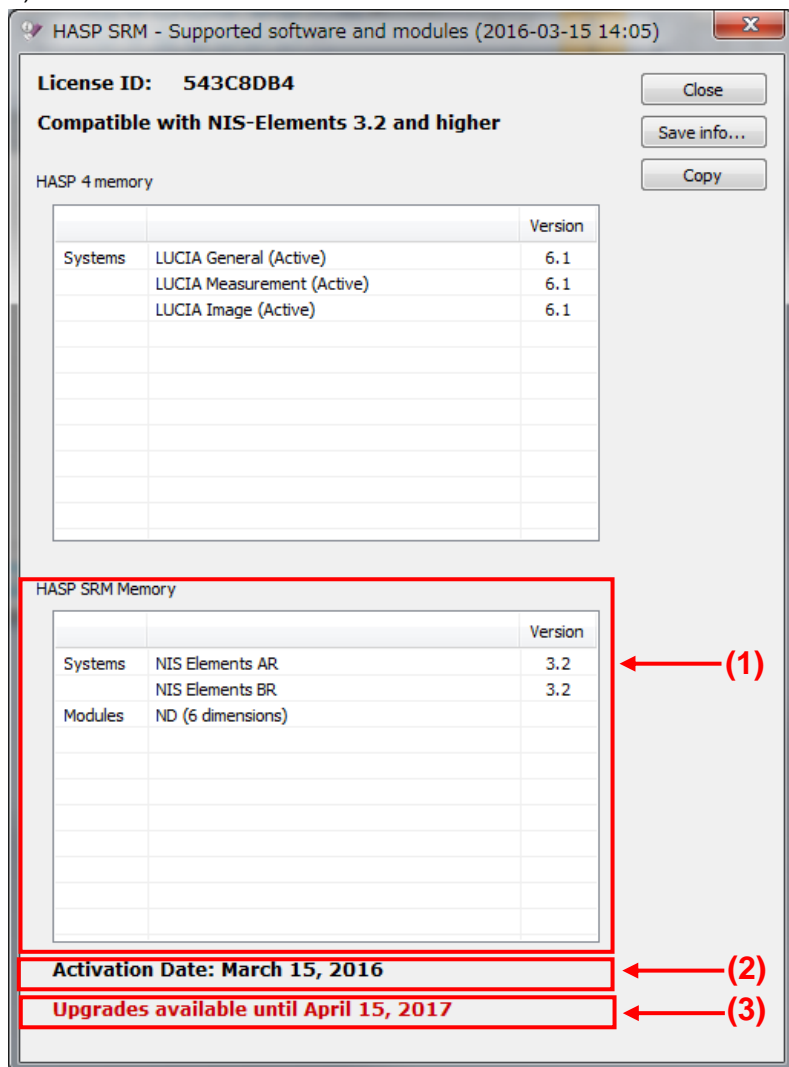 HASP SRM - Supported software and modules (2016-03-15 14:05)
License ID: 543C8DB4
Close
Compatible with NIS-Elements 3.2 and higher
Save info...
HASP 4 memory
Copy
Version
Systems LUCIA General (Active) 6.1
LUCIA Measurement (Active) 6.1
LUCIA Image (Active) 6.1
HASP SRM Memory
Version
Systems NIS Elements AR 3.2
(1)
NIS Elements BR 3.2
Modules ND (6 dimensions)
Activation Date: March 15, 2016
(2)
Upgrades available until April 15, 2017
(3)